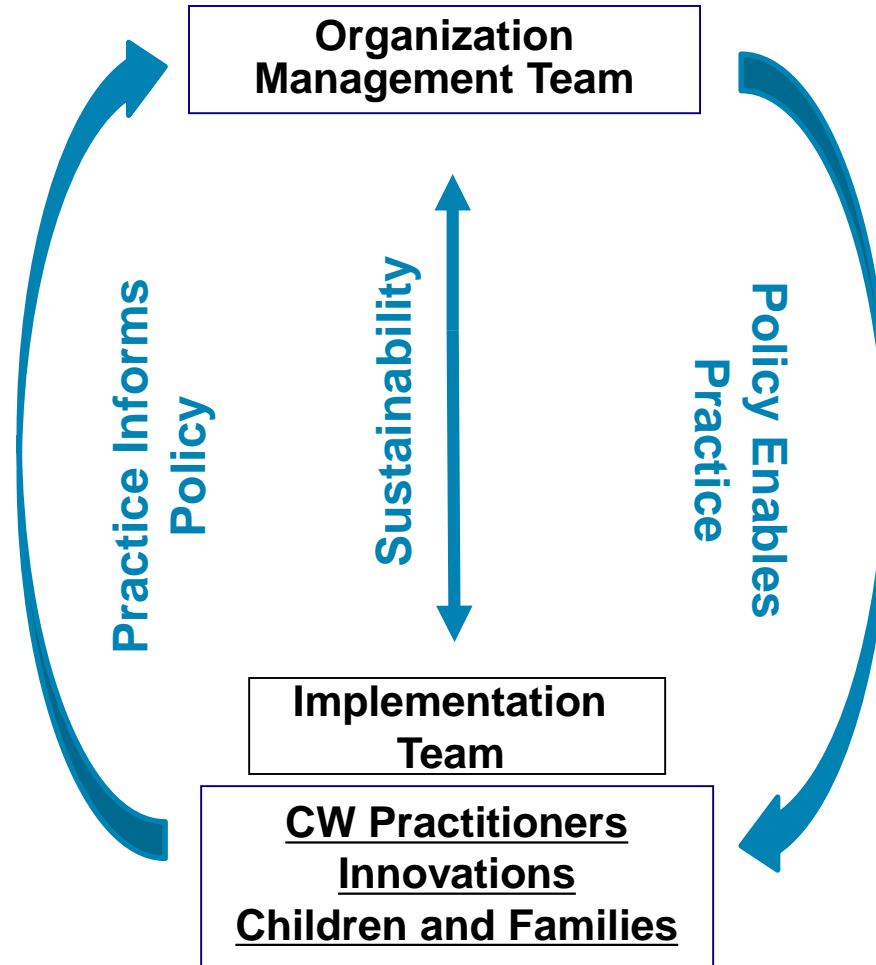 Organization
Management Team
Practice Informs
Policy
Sustainability
Policy Enables
Practice
Implementation
Team
CW Practitioners
Innovations
Children and Families